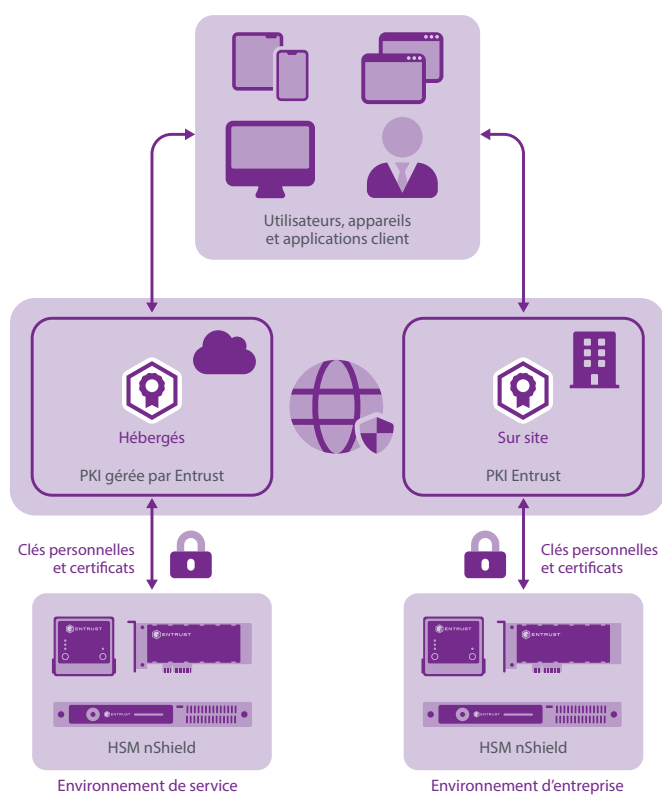 Utilisateurs, appareils
et applications client
Hébergés
PKI gérée par Entrust
Sur site
PKI Entrust
Clés personnelles
et certificats
Clés personnelles
et certificats
ENTRUST
ENTRUST
ENTRUST
HSM nShield
ENTRUST
ENTRUST
ENTRUST
HSM nShield
Environnement de service
Environnement d'entreprise